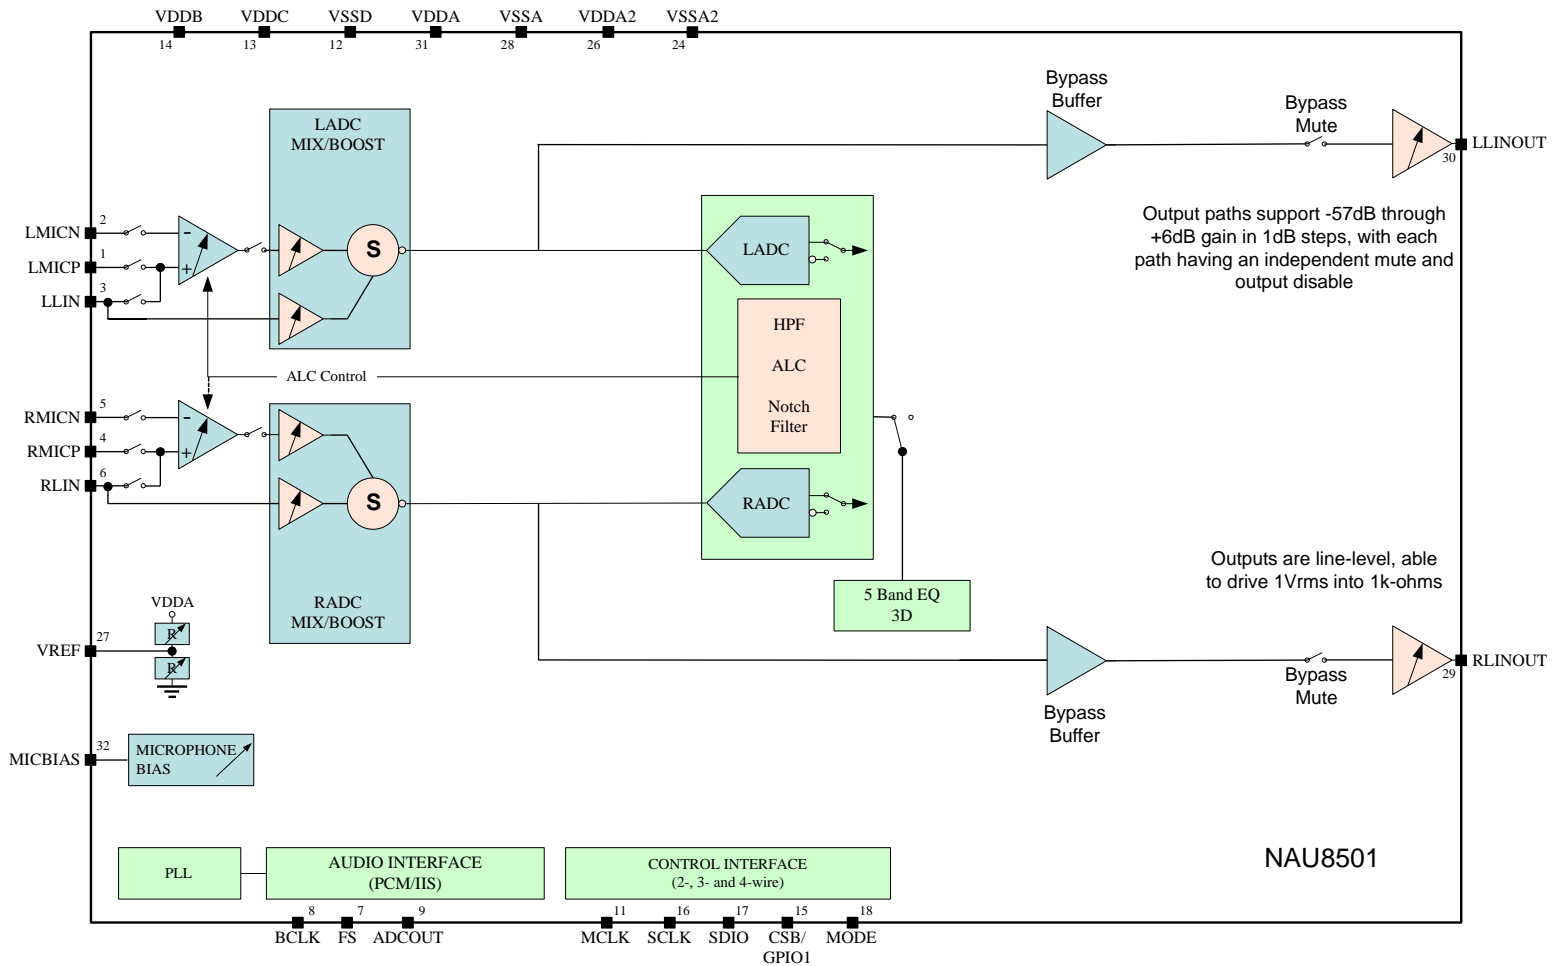 VDDB VDDC VSSD VDDA VSSA VDDA2 VSSA2
14 13 12 31 28 26 24
Bypass
Buffer
Bypass
Mute
LADC
MIX/BOOST
LLINOUT
30
2
LMICN
-
1
LMICP
+
3
LLIN
S
LADC
Output paths support -57dB through
+6dB gain in 1dB steps, with each
path having an independent mute and
output disable
HPF
ALC
Notch
Filter
ALC Control
5
RMICN
-
4
RMICP
+
6
RLIN
S
RADC
RADC
MIX/BOOST
Outputs are line-level, able
to drive 1Vrms into 1k-ohms
5 Band EQ
3D
VDDA
R
27
VREF
R
RLINOUT
29
Bypass
Mute
Bypass
Buffer
32
MICBIAS
MICROPHONE
BIAS
NAU8501
PLL
AUDIO INTERFACE
(PCM/IIS)
CONTROL INTERFACE
(2-, 3- and 4-wire)
8 7 9 11 16 17 15 18
BCLK FS ADCOUT MCLK SCLK SDIO CSB/ MODE
GPIO1